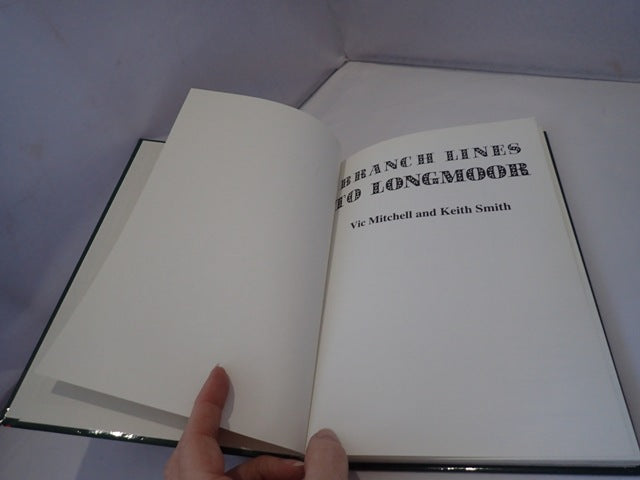 BRANCH LINES
TO LONGMOOR
Vic Mitchell and Keith Smith